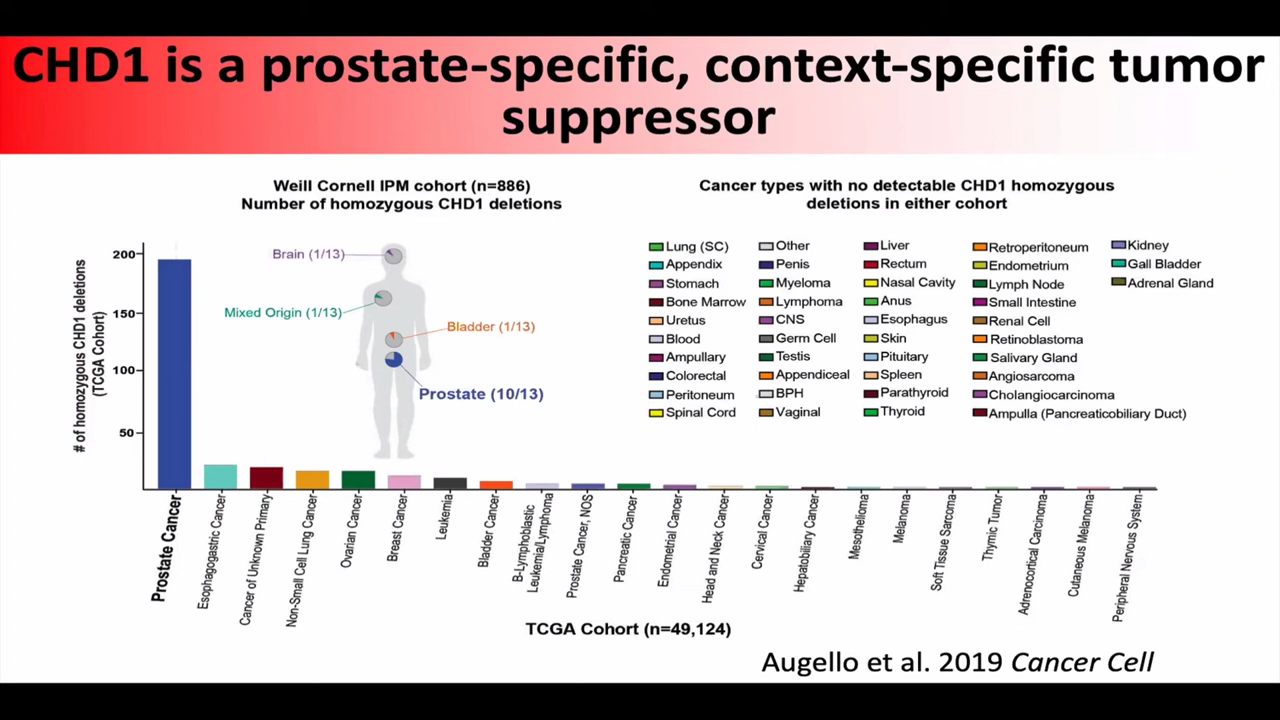 CHD1 is a prostate-specific, context-specific tumor
suppressor
Weill Cornell IPM cohort (n=886)
Number of homozygous CHD1 deletions
# of homozygous CHD1 deletions
(TCGA Cohort)
200
150
100
50
Brain (1/13)
Mixed Origin (1/13)
Bladder (1/13)
Prostate (10/13)
Cancer types with no detectable CHD1 homozygous
deletions in either cohort
Lung (SC)
Appendix
Stomach
Bone Marrow
Uretus
Blood
Ampullary
Colorectal
Peritoneum
Spinal Cord
Other
Penis
Myeloma
Lymphoma
CNS
Germ Cell
Testis
Appendiceal
BPH
Vaginal
Liver
Rectum
Nasal Cavity
Anus
Esophagus
Skin
Pituitary
Spleen
Parathyroid
Thyroid
Retroperitoneum
Endometrium
Lymph Node
Small Intestine
Renal Cell
Retinoblastoma
Salivary Gland
Angiosarcoma
Cholangiocarcinoma
Ampulla (Pancreaticobiliary Duct)
Kidney
Gall Bladder
Adrenal Gland
Prostate Cancer
Esophagogastric Cancer
Cancer of Unknown Primary
Non-Small Cell Lung Cancer
Ovarian Cancer
Breast Cancer
Leukemia
Bladder Cancer
B-Lymphoblastic
Leukemia/Lymphoma
Prostate Cancer, NOS
Pancreatic Cancer
Endometrial Cancer
Head and Neck Cancer
Cervical Cancer
Hepatobiliary Cancer
Mesothelioma
Melanoma
Soft Tissue Sarcoma
Thymic Tumor
Adrenocortical Carcinoma
Cutaneous Melanoma
Peripheral Nervous System
TCGA Cohort (n=49,124)
Augello et al. 2019 Cancer Cell